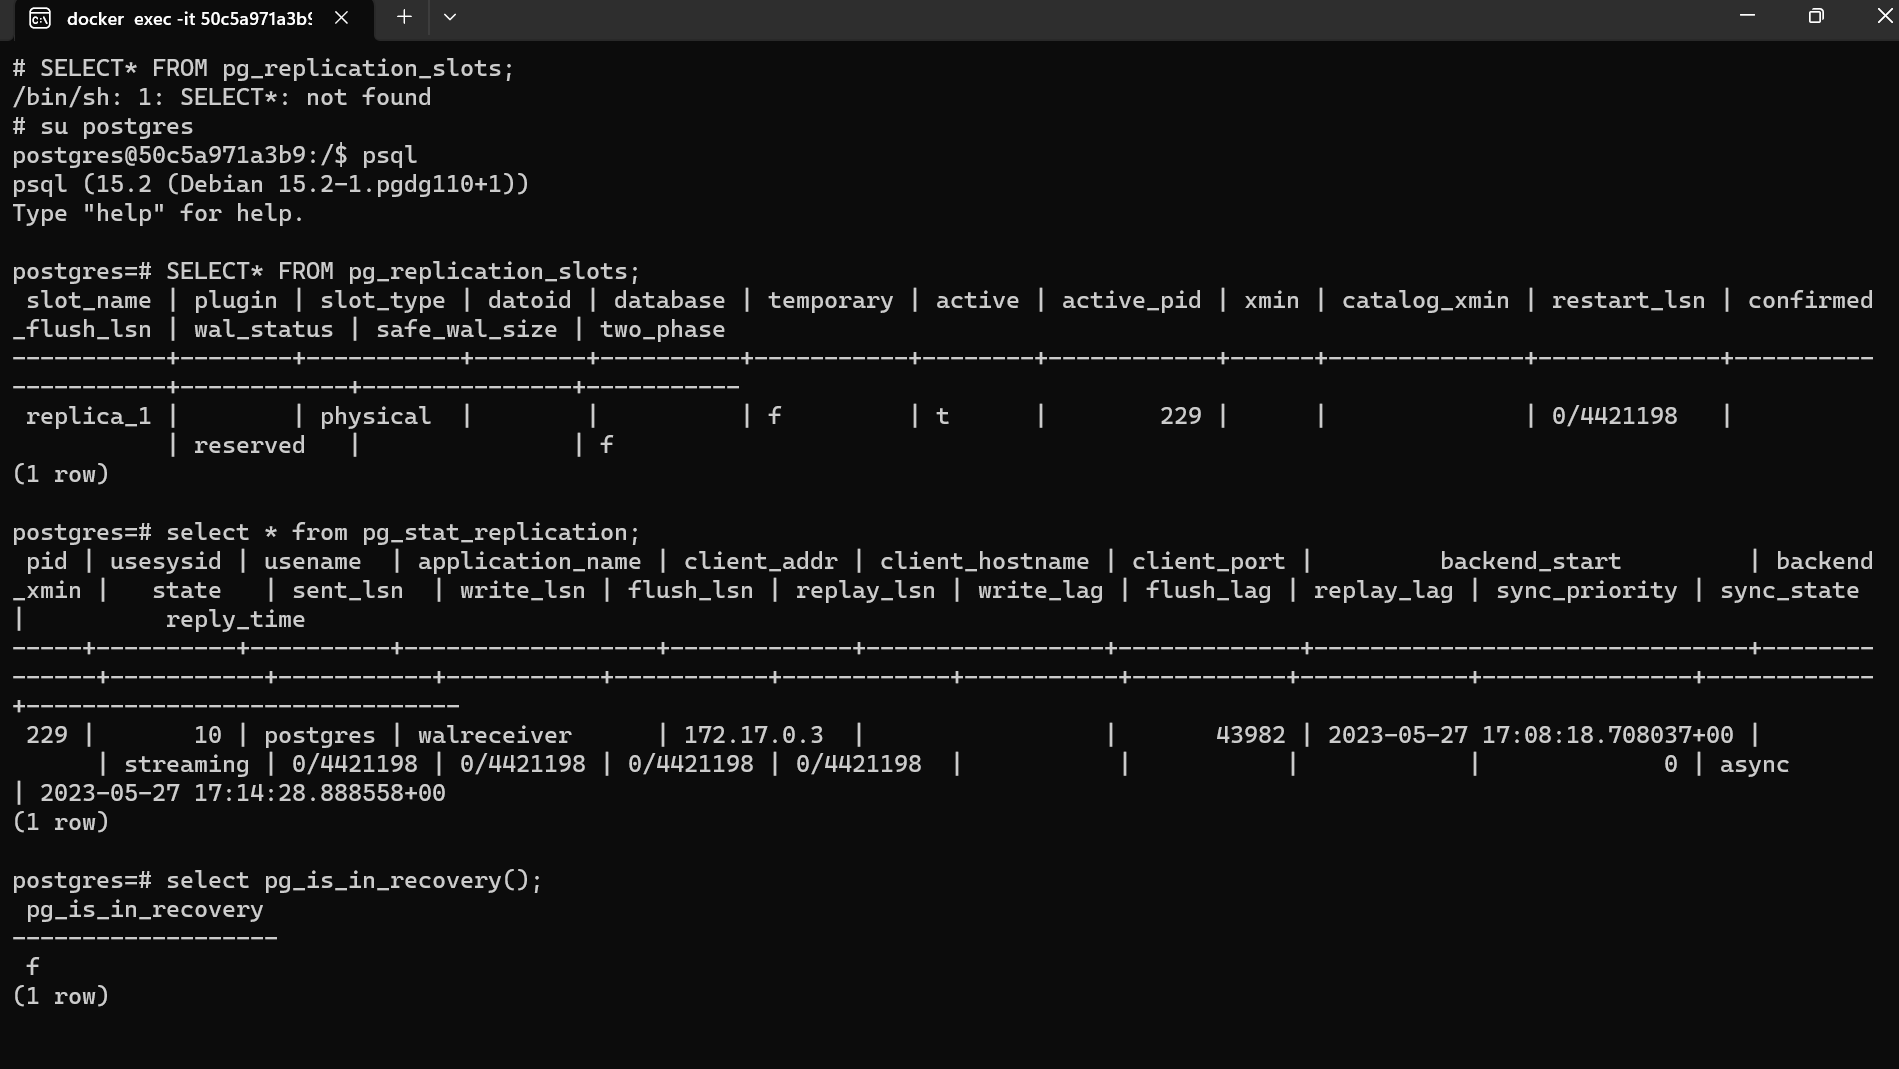 docker exec -it 50c5a971a3b9
# SELECT* FROM pg_replication_slots;
/bin/sh: 1: SELECT*: not found
# su postgres
postgres@50c5a971a3b9:/$ psql
psql (15.2 (Debian 15.2-1.pgdg110+1))
Type "help" for help.
postgres=# SELECT* FROM pg_replication_slots;
 slot_name | plugin | slot_type | datoid | database | temporary | active | active_pid | xmin | catalog_xmin | restart_lsn | confirmed
_flush_lsn | wal_status | safe_wal_size | two_phase
-----------+--------+-----------+--------+----------+-----------+--------+------------+------+--------------+-------------+----------
-----------+------------+---------------+-----------
 replica_1 |        | physical  |        |          | f         | t      |        229 |      |              | 0/4421198   |
           | reserved   |               | f
(1 row)
postgres=# select * from pg_stat_replication;
 pid | usesysid | usename  | application_name | client_addr | client_hostname | client_port |         backend_start         | backend
_xmin |   state   | sent_lsn  | write_lsn | flush_lsn | replay_lsn | write_lag | flush_lag | replay_lag | sync_priority | sync_state
|          reply_time
-----+----------+----------+------------------+-------------+-----------------+-------------+-------------------------------+--------
------+-----------+-----------+-----------+-----------+------------+-----------+-----------+------------+---------------+------------
+-------------------------------
 229 |       10 | postgres | walreceiver      | 172.17.0.3  |                 |       43982 | 2023-05-27 17:08:18.708037+00 |
      | streaming | 0/4421198 | 0/4421198 | 0/4421198 | 0/4421198  |           |           |            |             0 | async
| 2023-05-27 17:14:28.888558+00
(1 row)
postgres=# select pg_is_in_recovery();
 pg_is_in_recovery
-------------------
 f
(1 row)